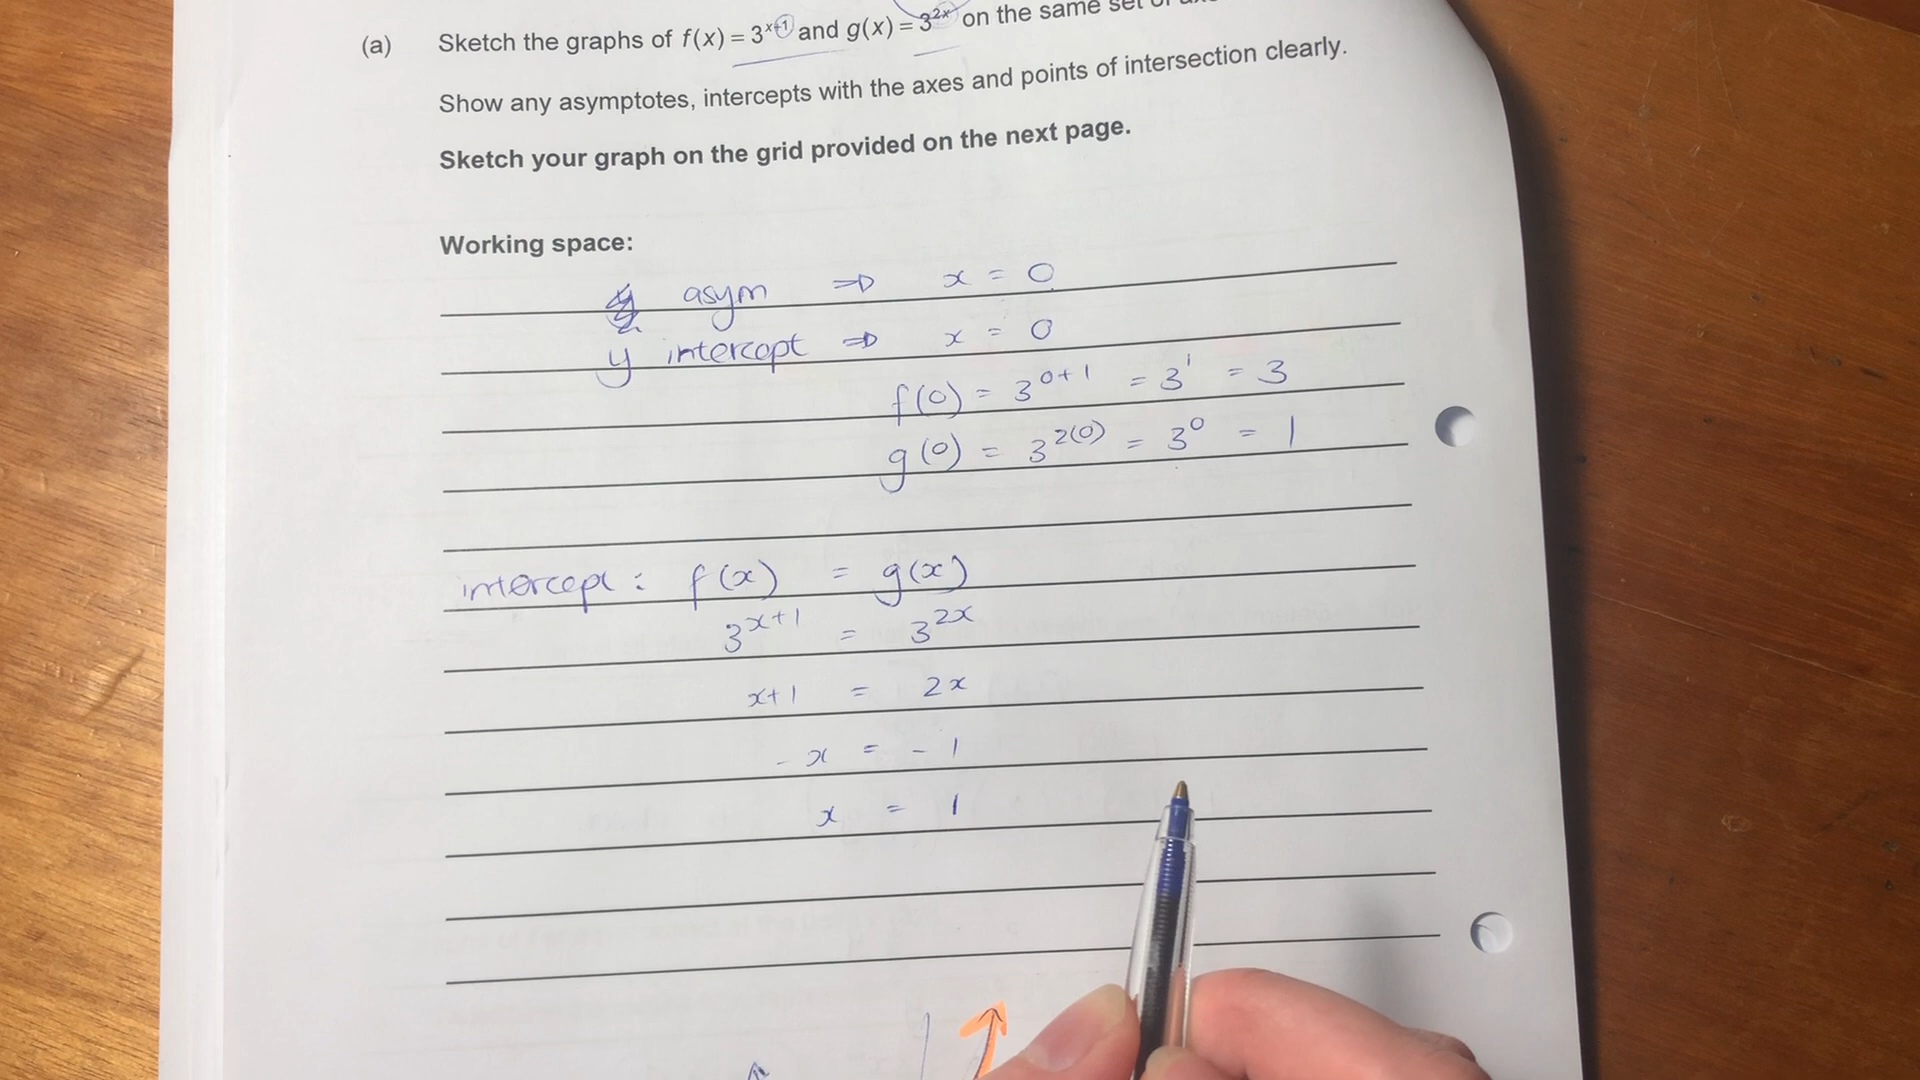 (a) Sketch the graphs of f(x) = 3^{x+1} and g(x) = 3^{2x} on the same set of
Show any asymptotes, intercepts with the axes and points of intersection clearly.
Sketch your graph on the grid provided on the next page.
Working space:
asym ⇒ x = 0
y intercept ⇒ x = 0
f(0) = 3^{0+1} = 3^1 = 3
g(0) = 3^{2(0)} = 3^0 = 1
intercept : f(x) = g(x)
3^{x+1} = 3^{2x}
x+1 = 2x
-x = -1
x = 1